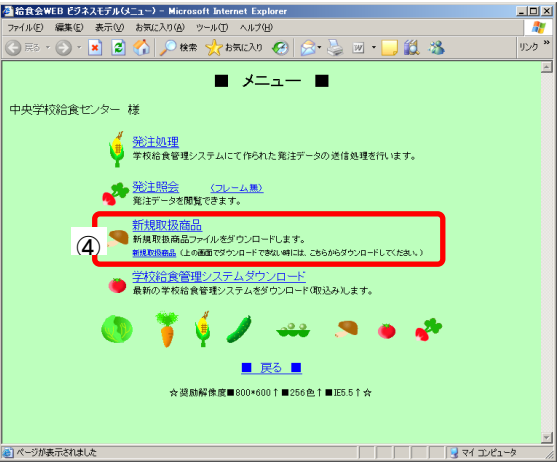 給食会WEB ビジネスモデル(メニュー) - Microsoft Internet Explorer
ファイル(F) 編集(E) 表示(V) お気に入り(A) ツール(T) ヘルプ(H)
戻る 検索 お気に入り リンク »
■ メニュー ■
中央学校給食センター 様
発注処理
学校給食管理システムにて作られた発注データの送信処理を行います。
発注照会 (フレーム無)
発注データを閲覧できます。
④
新規取扱商品
新規取扱商品ファイルをダウンロードします。
新規取扱商品 (上の画面でダウンロードできない時には、こちらからダウンロードしてください。)
学校給食管理システムダウンロード
最新の学校給食管理システムをダウンロード(取込み)します。
■ 戻る ■
☆奨励解像度■800*600↑■256色↑■IE5.5↑☆
ページが表示されました マイ コンピュータ